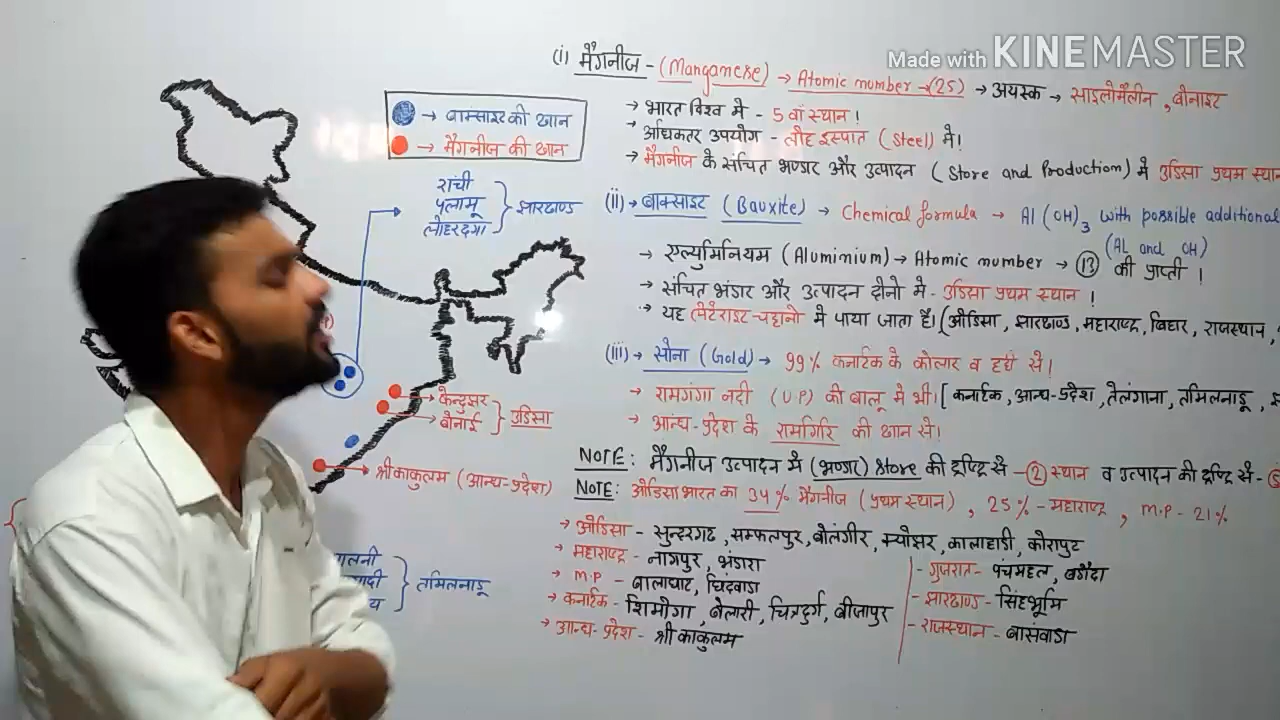 Made with KINEMASTER
(i) मैंगनीज - (Manganese) → Atomic number → (25) → अयस्क → साइलोमैलीन, बौनाइट
→ भारत विश्व मे - 5 वां स्थान!
→ अधिकतर उपयोग - लौह इस्पात (Steel) में!
→ मैंगनीज के संचित भण्डार और उत्पादन (Store and Production) में उडिसा प्रथम स्थान
→ बाक्साइट की खान
→ मैंगनीज की खान
रांची
पलामू
लोहरदगा
झारखण्ड
(ii) → बाक्साइट (Bauxite) → Chemical formula → Al (OH)3 with possible additional
(AL and OH)
→ एल्युमिनियम (Alumimium) → Atomic mumber → 13 की प्राप्ती!
→ संचित भंडार और उत्पादन दोनो मे - उडिसा प्रथम स्थान!
→ यह लैटेराइट-चट्टानो में पाया जाता है। (ओडिसा, झारखण्ड, महाराष्ट्र, बिहार, राजस्थान,
(iii) → सोना (Gold) → 99% कर्नाटक के कोलार व हट्टी से।
→ रामगंगा नदी (U.P) की बालू मे भी। [कर्नाटक, आन्ध्र-प्रदेश, तेलंगाना, तमिलनाडू,
→ आन्ध्र-प्रदेश के रामगिरि की खान से।
केन्दुझर
बोनाई
उडिसा
श्रीकाकुलम (आन्ध्र-प्रदेश)
NOTE: मैंगनीज उत्पादन में (भण्डार) Store की द्रष्टि से - 2 स्थान व उत्पादन की द्रष्टि से - 5
NOTE: ओडिसा भारत का 34% मैंगनीज (प्रथम स्थान), 25% - महाराष्ट्र, M.P - 21%
→ ओडिसा - सुन्दरगढ, सम्फलपुर, बोलंगीर, क्योझर, कालाहांडी, कोरापुट
→ महाराष्ट्र - नागपुर, भंडारा
→ M.P - बालाघाट, छिंदवाडा
→ कर्नाटक - शिमोगा, बेलारी, चित्रदुर्ग, बीजापुर
→ आन्ध्र-प्रदेश - श्री काकुलम
- गुजरात - पंचमहल, बडौदा
- झारखण्ड - सिंहभूमि
- राजस्थान - बासंवाडा
तमिलनाडू